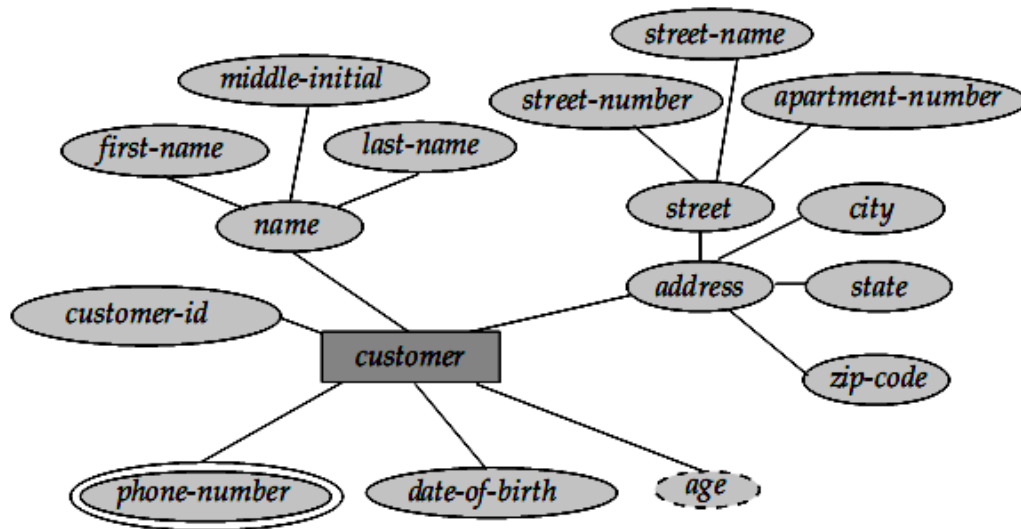 street-name
middle-initial
street-number
apartment-number
first-name
last-name
name
street
city
customer-id
address
state
customer
zip-code
phone-number
date-of-birth
age